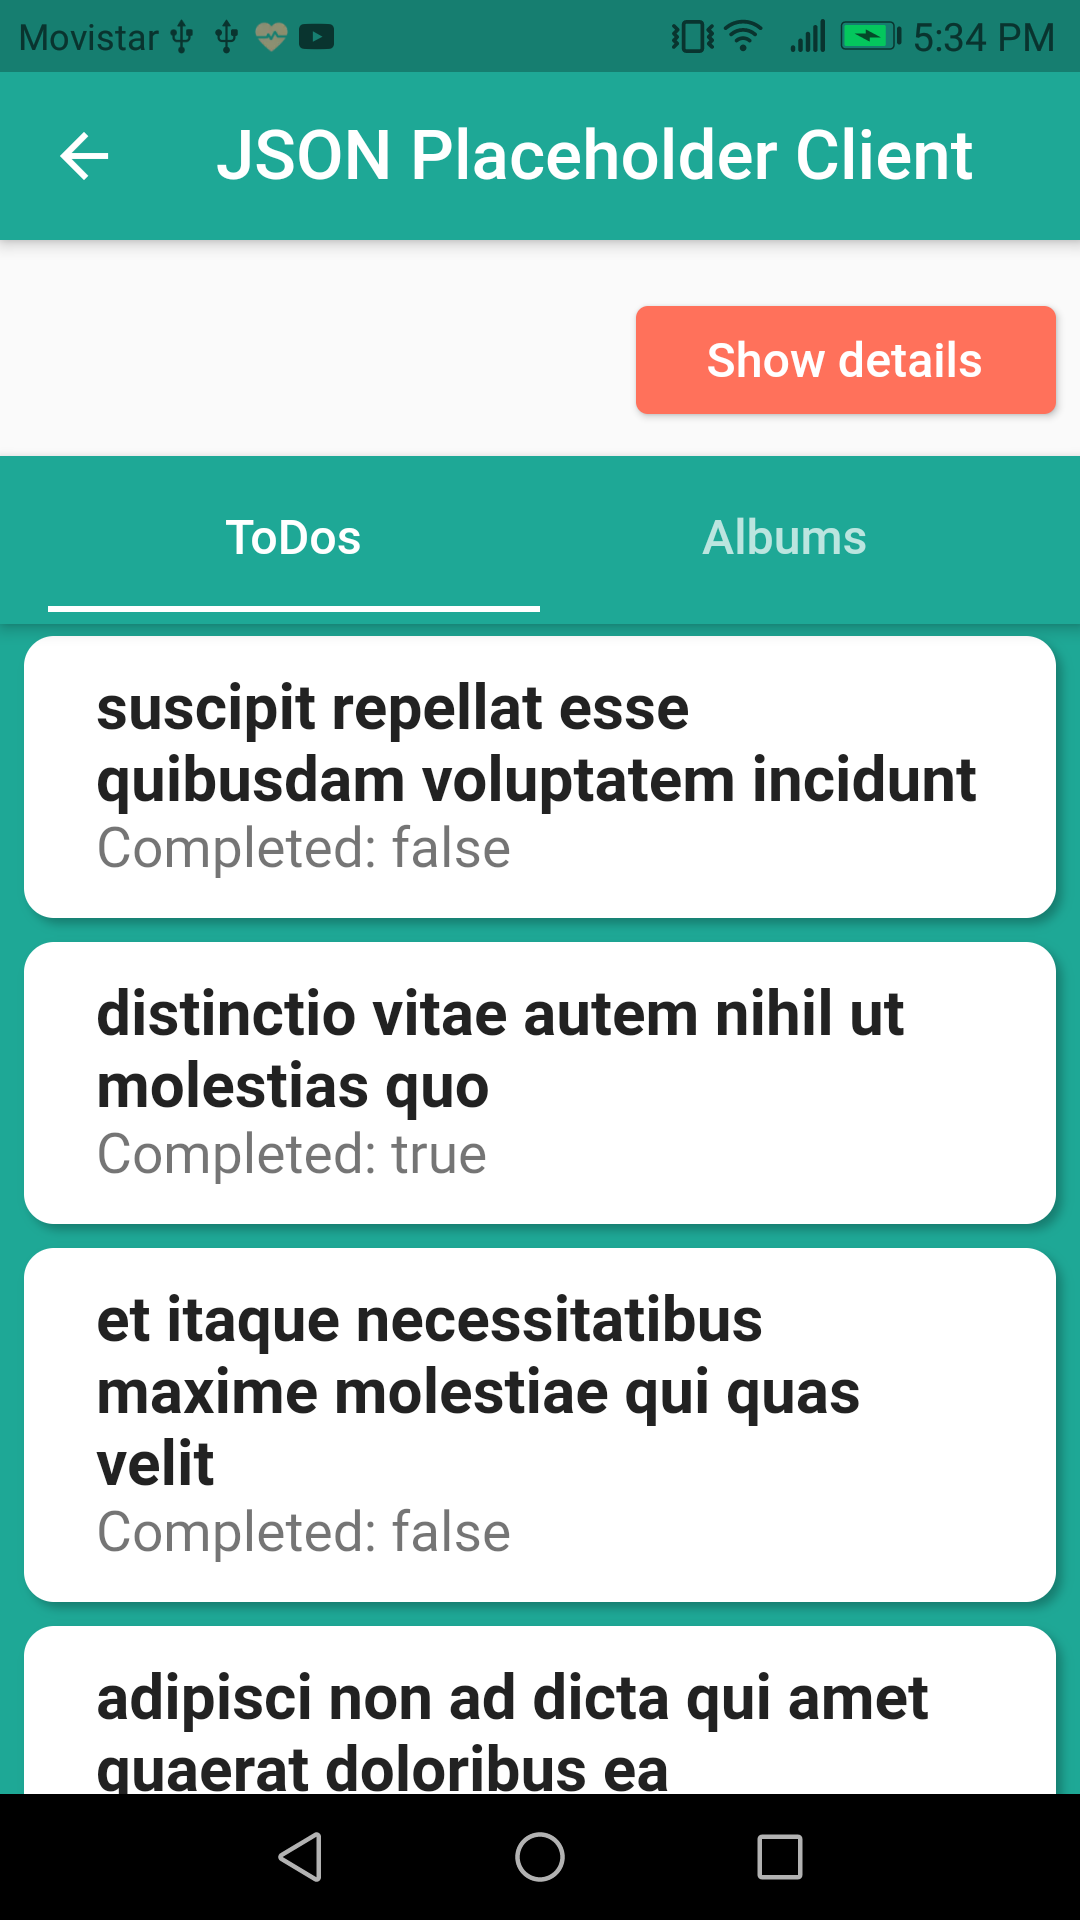 Movistar 5:34 PM
JSON Placeholder Client
Show details
ToDos Albums
suscipit repellat esse
quibusdam voluptatem incidunt
Completed: false
distinctio vitae autem nihil ut
molestias quo
Completed: true
et itaque necessitatibus
maxime molestiae qui quas
velit
Completed: false
adipisci non ad dicta qui amet
quaerat doloribus ea